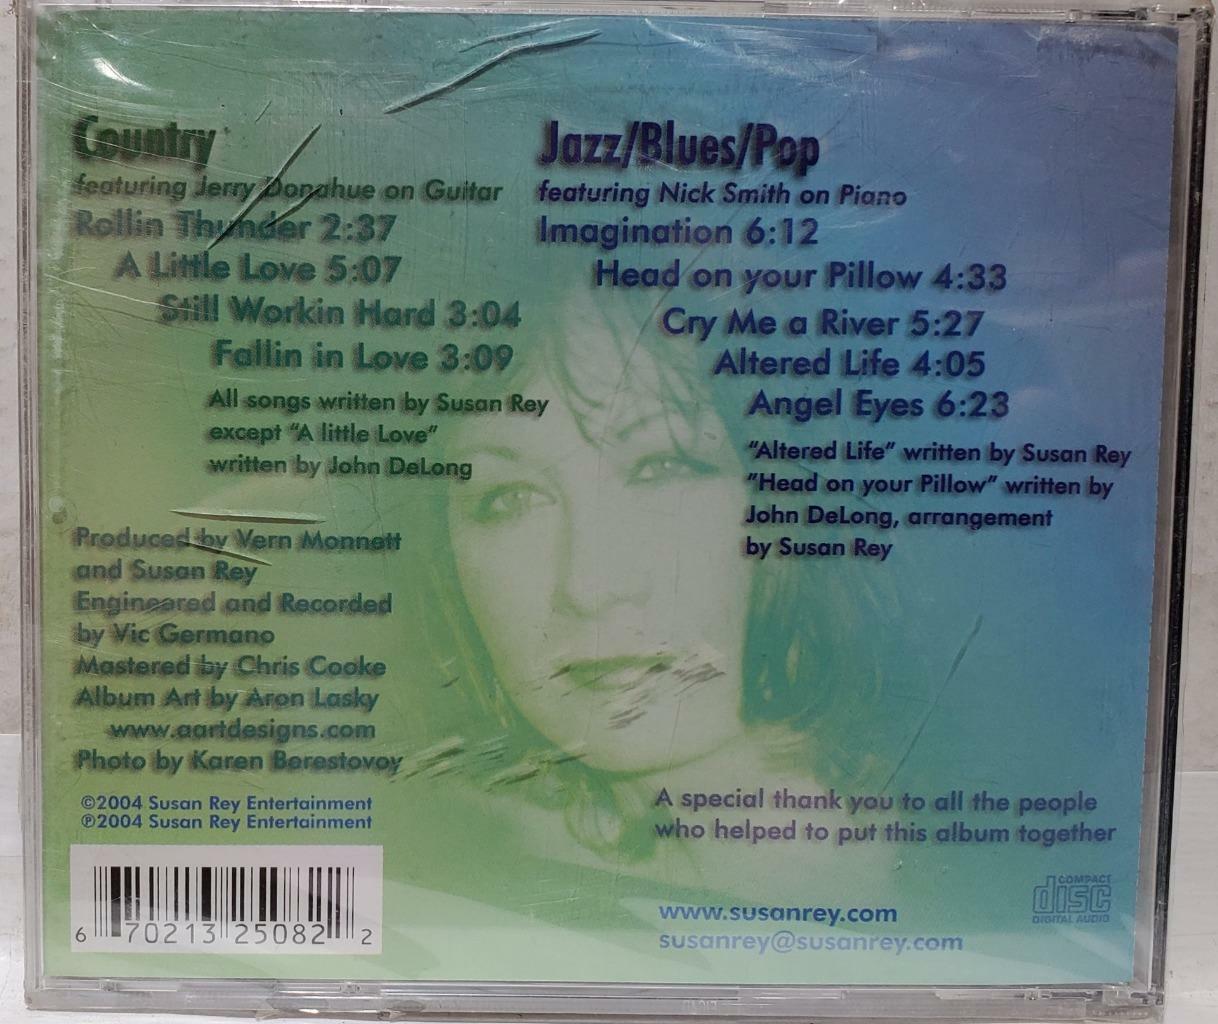 Country
featuring Jerry Donahue on Guitar
Rollin Thunder 2:37
A Little Love 5:07
Still Workin Hard 3:04
Fallin in Love 3:09
All songs written by Susan Rey
except "A little Love"
written by John DeLong
Produced by Vern Monnett
and Susan Rey
Engineered and Recorded
by Vic Germano
Mastered by Chris Cooke
Album Art by Aron Lasky
www.aartdesigns.com
Photo by Karen Berestovoy
©2004 Susan Rey Entertainment
℗2004 Susan Rey Entertainment
6 70213 25082 2
Jazz/Blues/Pop
featuring Nick Smith on Piano
Imagination 6:12
Head on your Pillow 4:33
Cry Me a River 5:27
Altered Life 4:05
Angel Eyes 6:23
"Altered Life" written by Susan Rey
"Head on your Pillow" written by
John DeLong, arrangement
by Susan Rey
A special thank you to all the people
who helped to put this album together
COMPACT
disc
DIGITAL AUDIO
www.susanrey.com
susanrey@susanrey.com